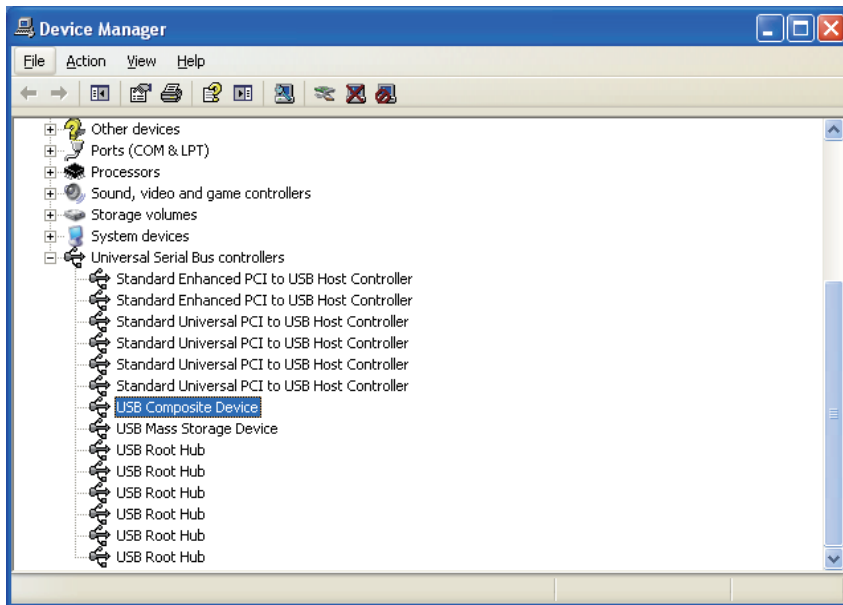 Device Manager
File Action View Help
Other devices
Ports (COM & LPT)
Processors
Sound, video and game controllers
Storage volumes
System devices
Universal Serial Bus controllers
Standard Enhanced PCI to USB Host Controller
Standard Enhanced PCI to USB Host Controller
Standard Universal PCI to USB Host Controller
Standard Universal PCI to USB Host Controller
Standard Universal PCI to USB Host Controller
Standard Universal PCI to USB Host Controller
USB Composite Device
USB Mass Storage Device
USB Root Hub
USB Root Hub
USB Root Hub
USB Root Hub
USB Root Hub
USB Root Hub